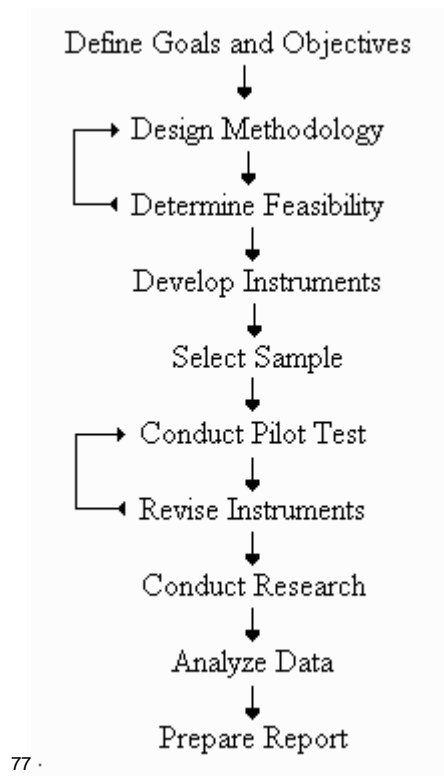 Define Goals and Objectives
Design Methodology
Determine Feasibility
Develop Instruments
Select Sample
Conduct Pilot Test
Revise Instruments
Conduct Research
Analyze Data
Prepare Report
77 ·